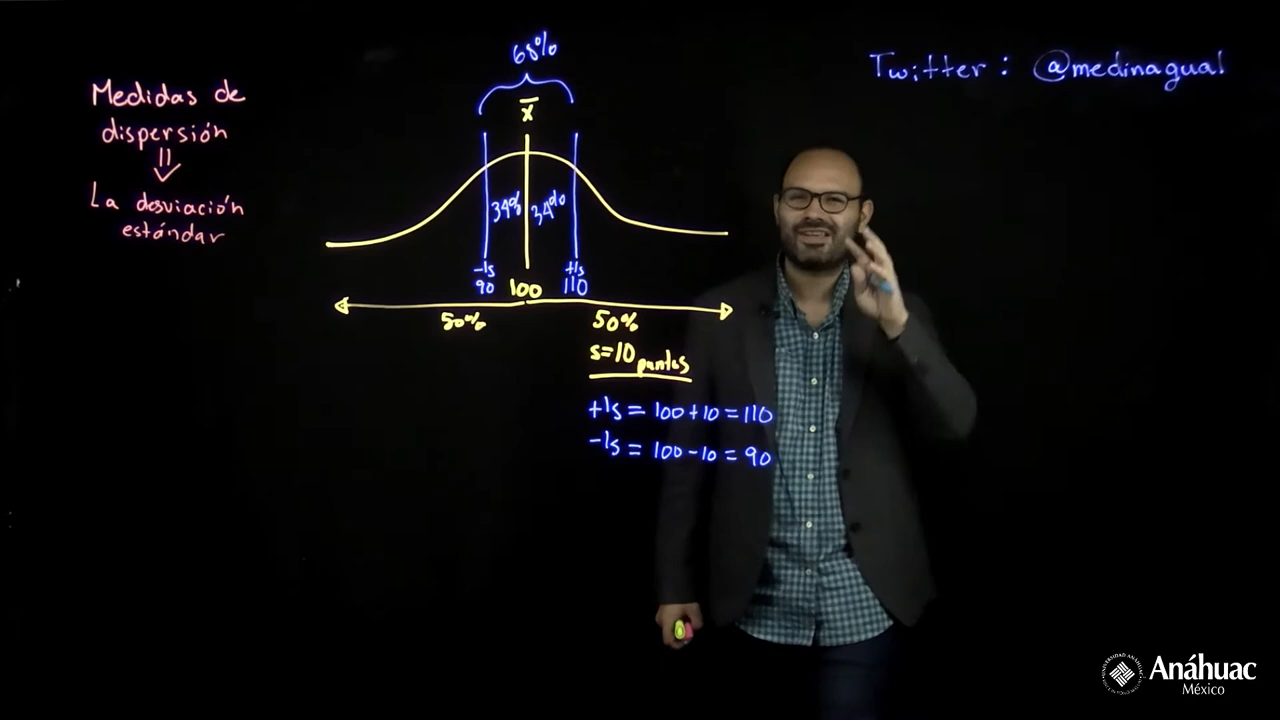 Medidas de
dispersión
La desviación
estándar
68%
x̄
34% 34%
-1s +1s
90 100 110
50% 50%
s=10 puntos
+1s = 100+10 = 110
-1s = 100-10 = 90
Twitter: @medinagual
Anáhuac
México